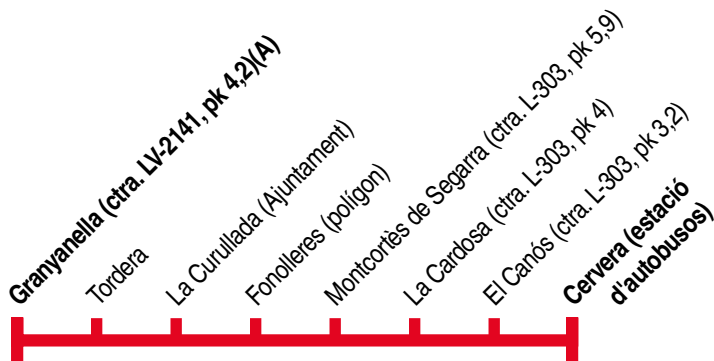 Granyanella (ctra. LV-2141, pk 4,2)(A)
Tordera
La Curullada (Ajuntament)
Fonolleres (polígon)
Montcortès de Segarra (ctra. L-303, pk 5,9)
La Cardosa (ctra. L-303, pk 4)
El Canós (ctra. L-303, pk 3,2)
Cervera (estació
d'autobusos)